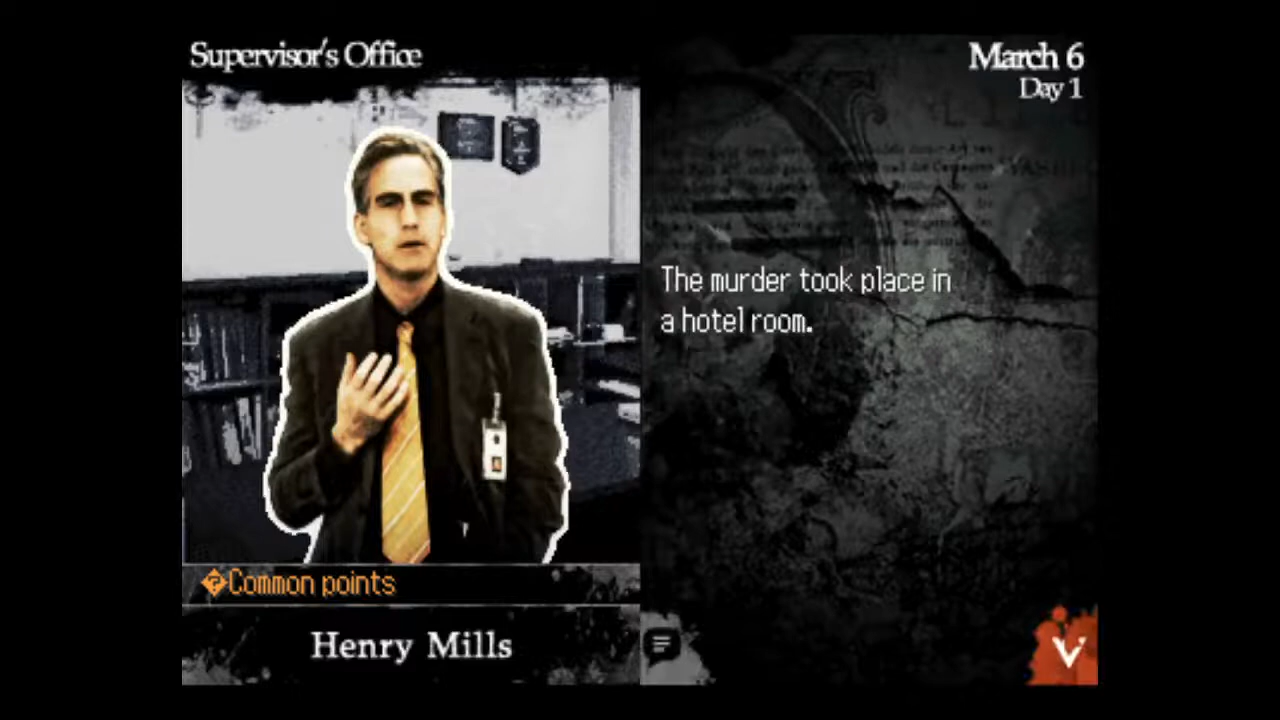 Supervisor's Office
March 6
Day 1
The murder took place in
a hotel room.
Common points
Henry Mills